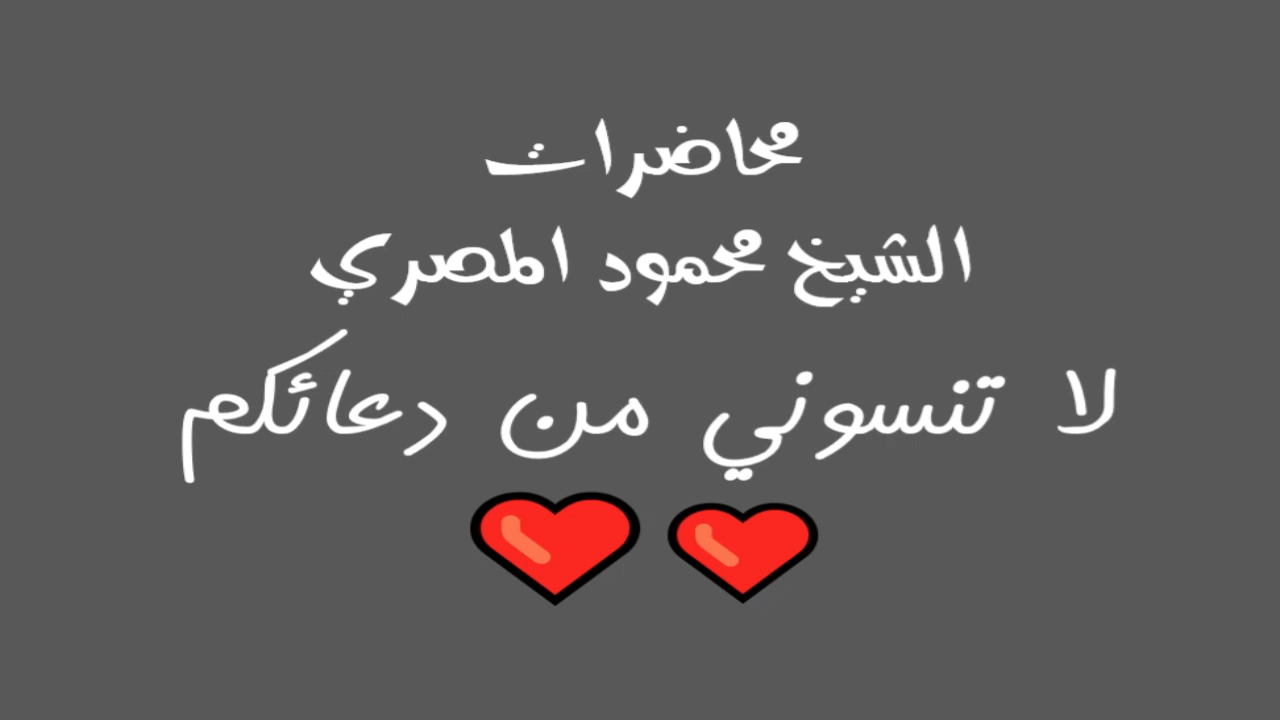 محاضرات
الشيخ محمود المصري
لا تنسوني من دعائكم